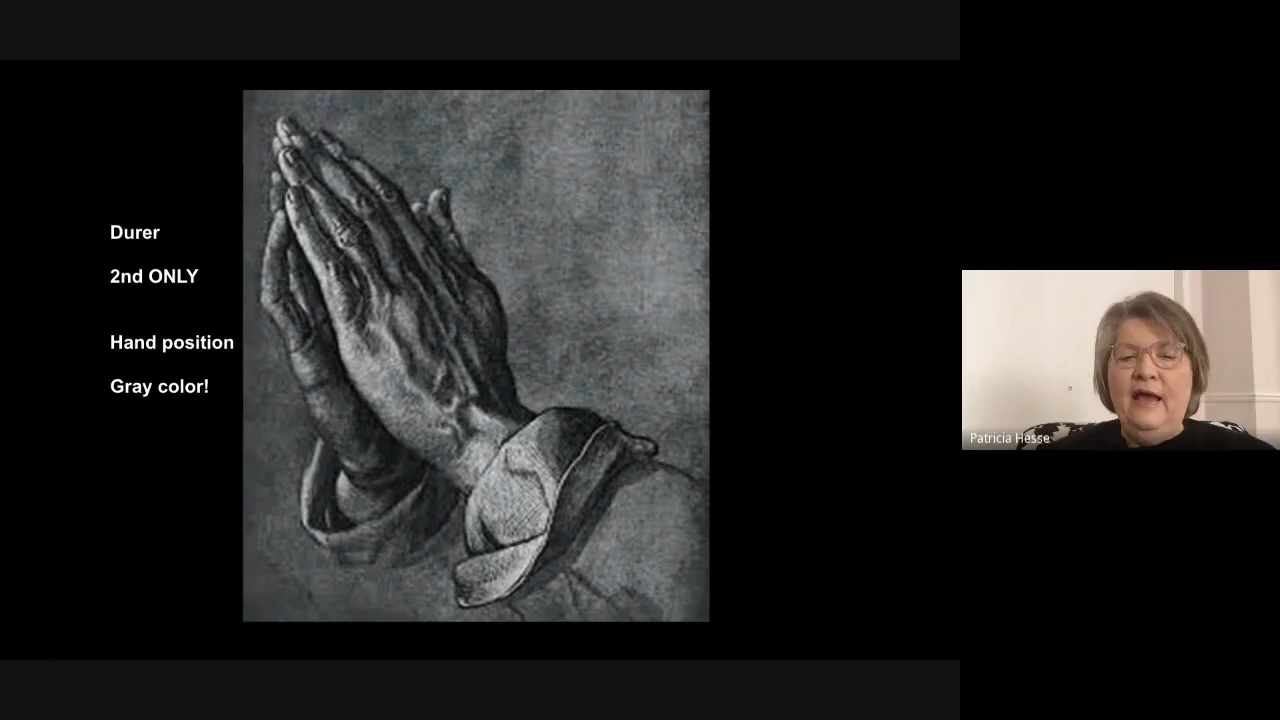 Durer
2nd ONLY
Hand position
Gray color!
Patricia Hesse